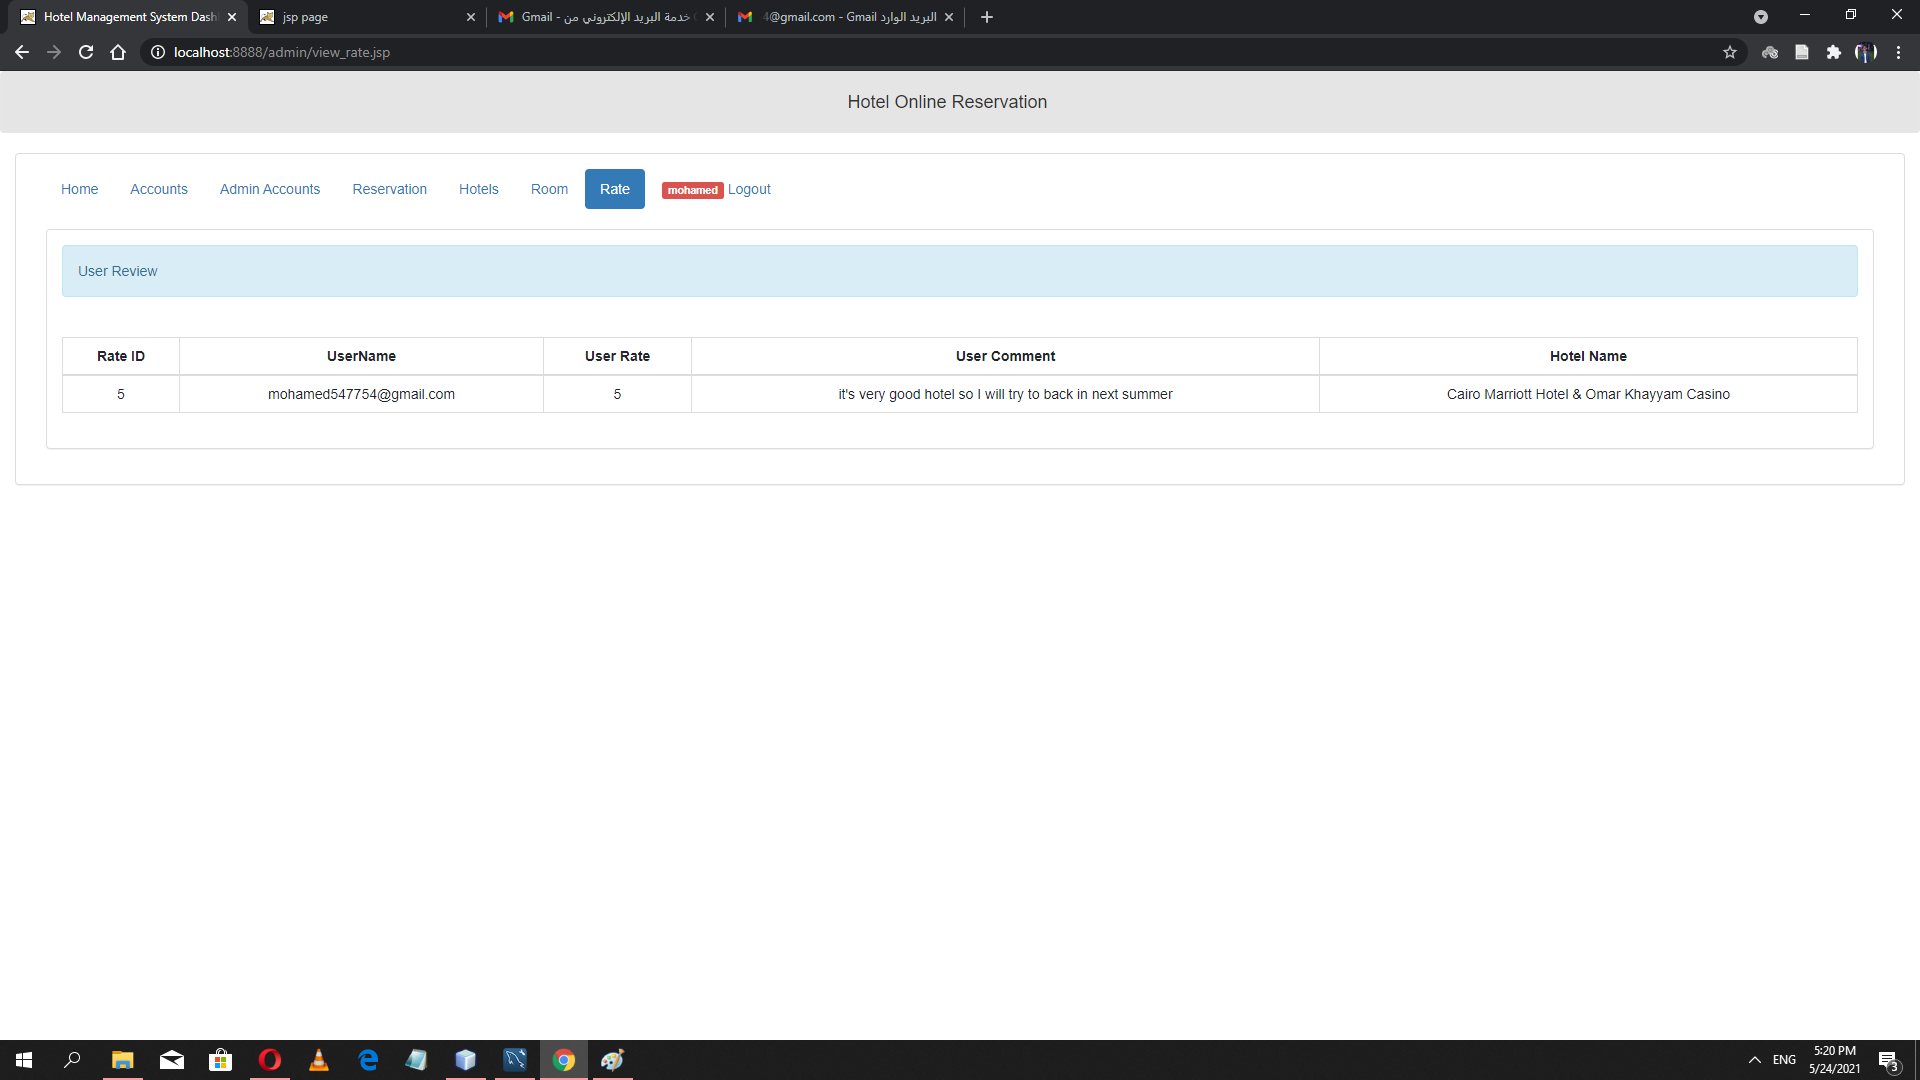 Hotel Management System Dash
jsp page
Gmail - خدمة البريد الإلكتروني من
4@gmail.com - Gmail البريد الوارد
localhost:8888/admin/view_rate.jsp
Hotel Online Reservation
Home Accounts Admin Accounts Reservation Hotels Room Rate mohamed Logout
User Review
Rate ID UserName User Rate User Comment Hotel Name
5 mohamed547754@gmail.com 5 it's very good hotel so I will try to back in next summer Cairo Marriott Hotel & Omar Khayyam Casino
ENG
5:20 PM
5/24/2021
3